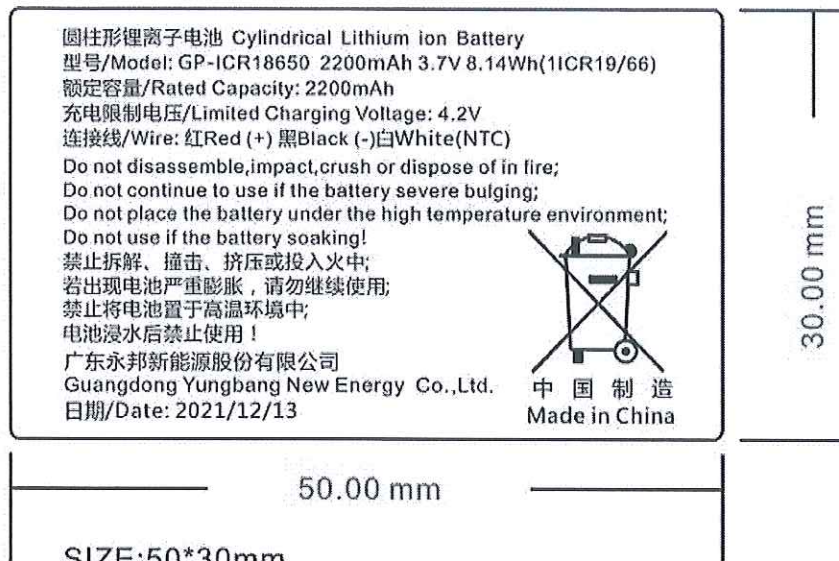 圆柱形锂离子电池 Cylindrical Lithium ion Battery
型号/Model: GP-ICR18650 2200mAh 3.7V 8.14Wh(1ICR19/66)
额定容量/Rated Capacity: 2200mAh
充电限制电压/Limited Charging Voltage: 4.2V
连接线/Wire: 红Red (+) 黑Black (-)白White(NTC)
Do not disassemble,impact,crush or dispose of in fire;
Do not continue to use if the battery severe bulging;
Do not place the battery under the high temperature environment;
Do not use if the battery soaking!
禁止拆解、撞击、挤压或投入火中;
若出现电池严重膨胀，请勿继续使用;
禁止将电池置于高温环境中;
电池浸水后禁止使用！
广东永邦新能源股份有限公司
Guangdong Yungbang New Energy Co.,Ltd.
日期/Date: 2021/12/13
中国制造
Made in China
30.00 mm
50.00 mm
SIZE:50*30mm